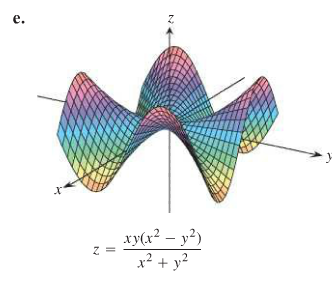 e.
z
x
y
z = xy(x² − y²) / x² + y²